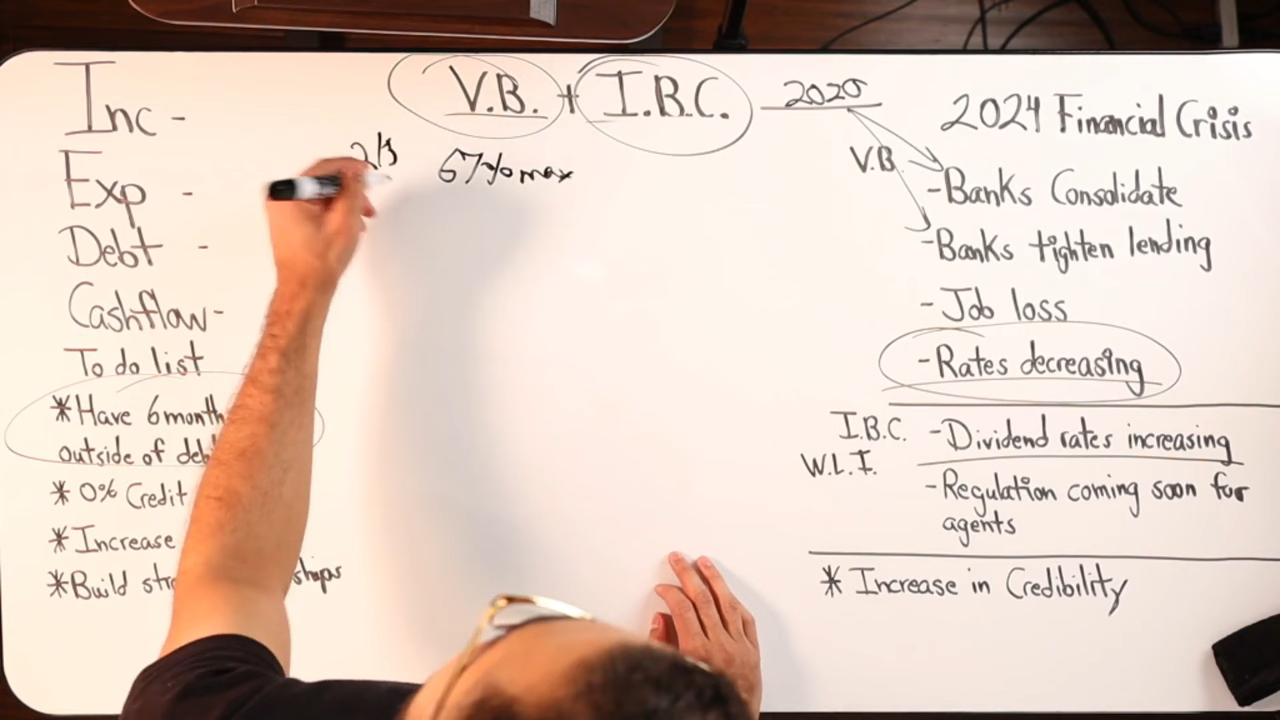 Inc -
Exp -
Debt -
Cashflow -
To do list
*Have 6 month
outside of
* 0% Credit
* Increase
*Build
V.B. + I.B.C.
2/3 67% max
2025
V.B.
2024 Financial Crisis
-Banks Consolidate
-Banks tighten lending
-Job loss
-Rates decreasing
I.B.C. -Dividend rates increasing
W.L.I.
-Regulation coming soon for
agents
* Increase in Credibility